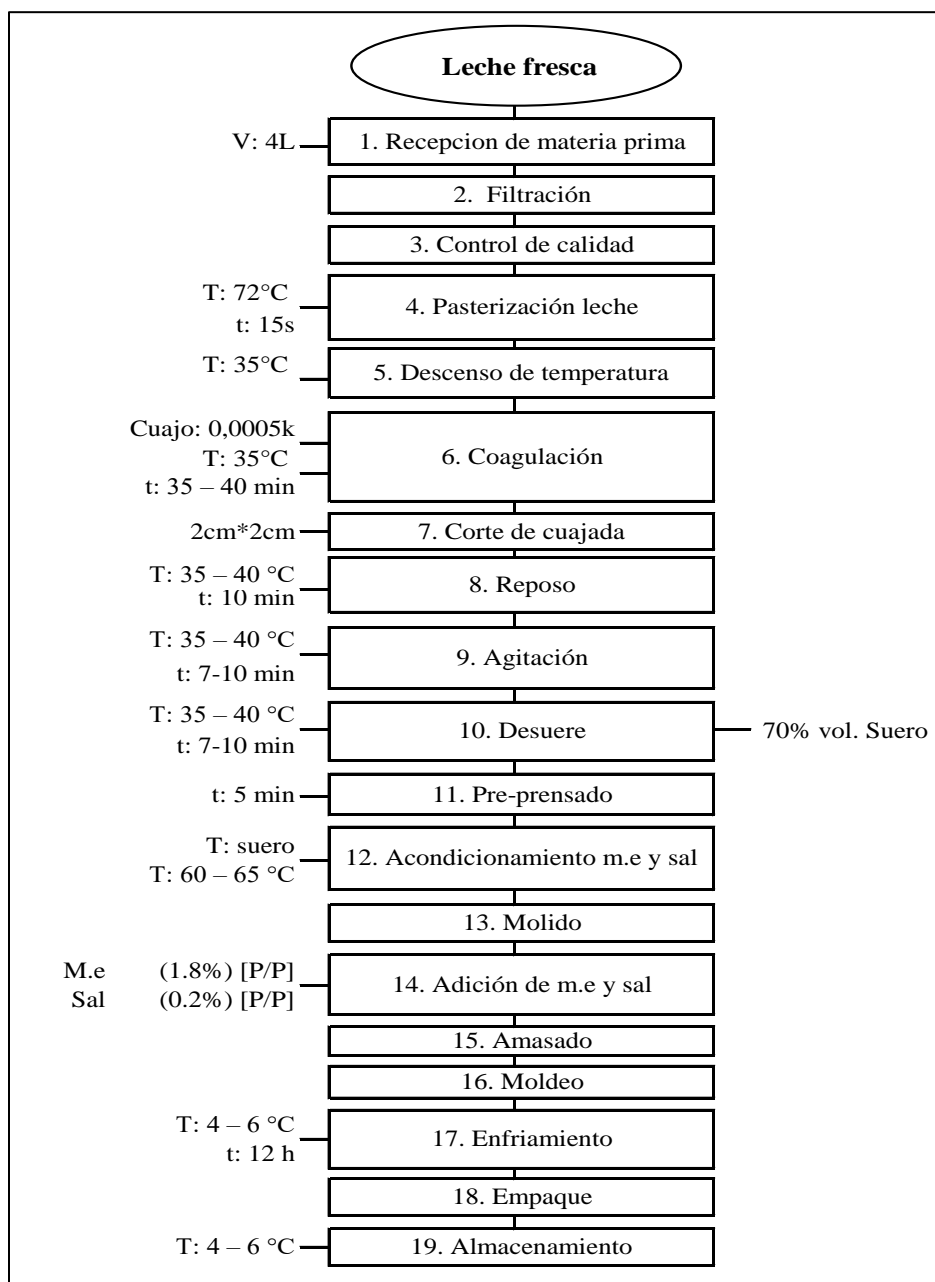 Leche fresca
V: 4L
1. Recepcion de materia prima
2. Filtración
3. Control de calidad
T: 72°C
t: 15s
4. Pasterización leche
T: 35°C
5. Descenso de temperatura
Cuajo: 0,0005k
T: 35°C
t: 35 – 40 min
6. Coagulación
2cm*2cm
7. Corte de cuajada
T: 35 – 40 °C
t: 10 min
8. Reposo
T: 35 – 40 °C
t: 7-10 min
9. Agitación
T: 35 – 40 °C
t: 7-10 min
10. Desuere
70% vol. Suero
t: 5 min
11. Pre-prensado
T: suero
T: 60 – 65 °C
12. Acondicionamiento m.e y sal
13. Molido
M.e (1.8%) [P/P]
Sal (0.2%) [P/P]
14. Adición de m.e y sal
15. Amasado
16. Moldeo
T: 4 – 6 °C
t: 12 h
17. Enfriamiento
18. Empaque
T: 4 – 6 °C
19. Almacenamiento